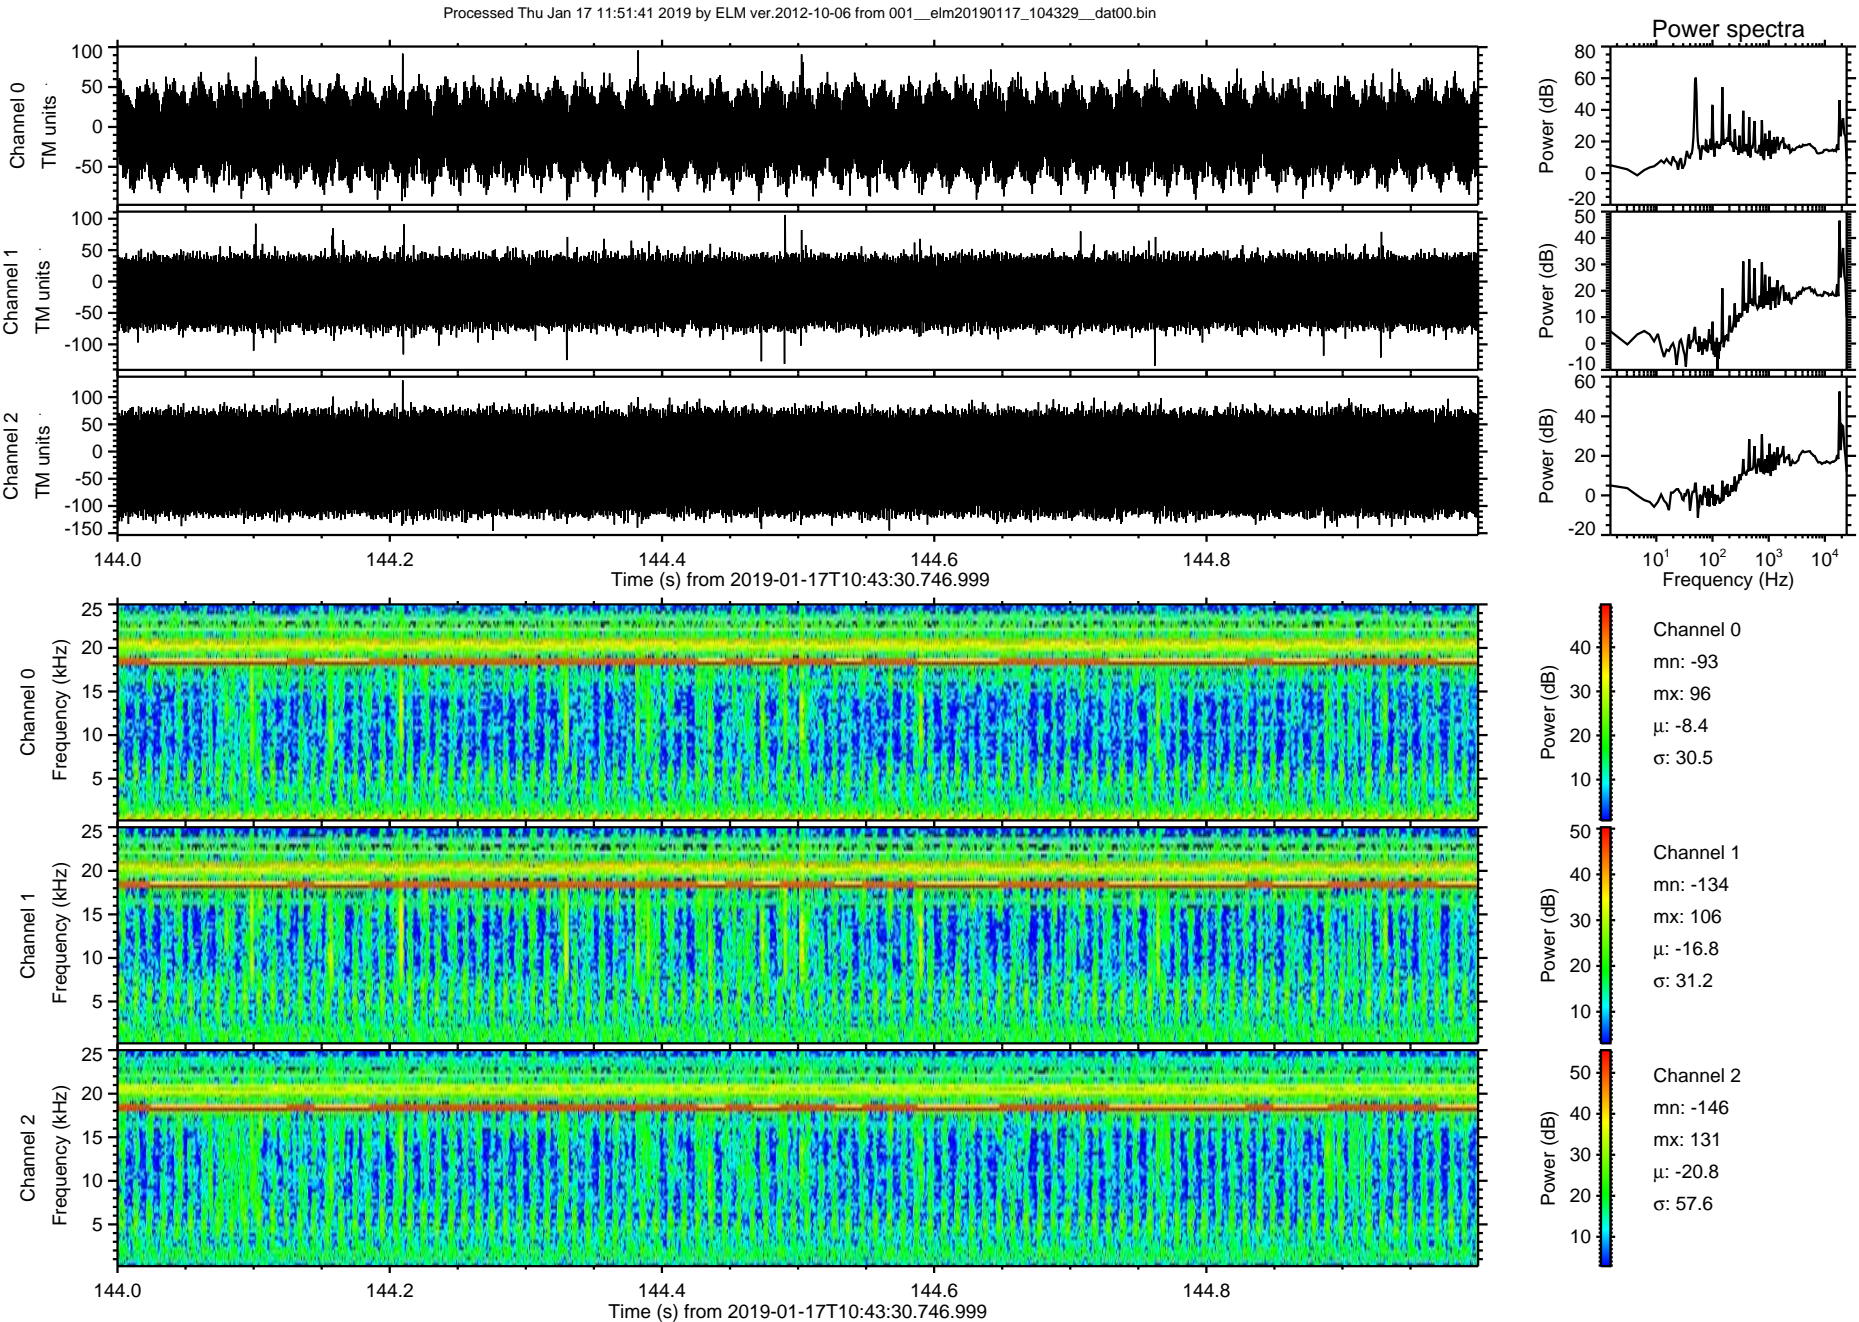 Processed Thu Jan 17 11:51:41 2019 by ELM ver.2012-10-06 from 001__elm20190117_104329__dat00.bin
Power spectra
Channel 0
TM units
100
50
0
-50
Power (dB)
80
60
40
20
0
-20
Channel 1
TM units
100
50
0
-50
-100
Power (dB)
50
40
30
20
10
0
-10
Channel 2
TM units
100
50
0
-50
-100
-150
Power (dB)
60
40
20
0
-20
144.0 144.2 144.4 144.6 144.8
Time (s) from 2019-01-17T10:43:30.746.999
10^1 10^2 10^3 10^4
Frequency (Hz)
Channel 0
Frequency (kHz)
25
20
15
10
5
Power (dB)
40
30
20
10
Channel 0
mn: -93
mx: 96
μ: -8.4
σ: 30.5
Channel 1
Frequency (kHz)
25
20
15
10
5
Power (dB)
50
40
30
20
10
Channel 1
mn: -134
mx: 106
μ: -16.8
σ: 31.2
Channel 2
Frequency (kHz)
25
20
15
10
5
Power (dB)
50
40
30
20
10
Channel 2
mn: -146
mx: 131
μ: -20.8
σ: 57.6
144.0 144.2 144.4 144.6 144.8
Time (s) from 2019-01-17T10:43:30.746.999